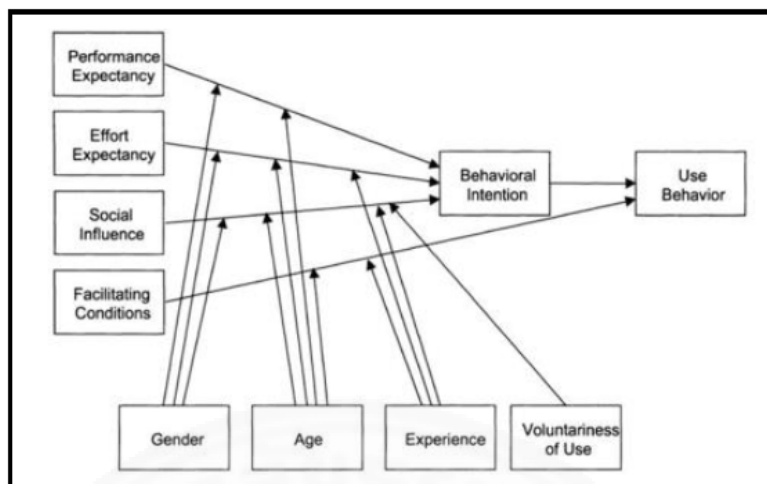 Performance
Expectancy
Effort
Expectancy
Social
Influence
Facilitating
Conditions
Behavioral
Intention
Use
Behavior
Gender
Age
Experience
Voluntariness
of Use